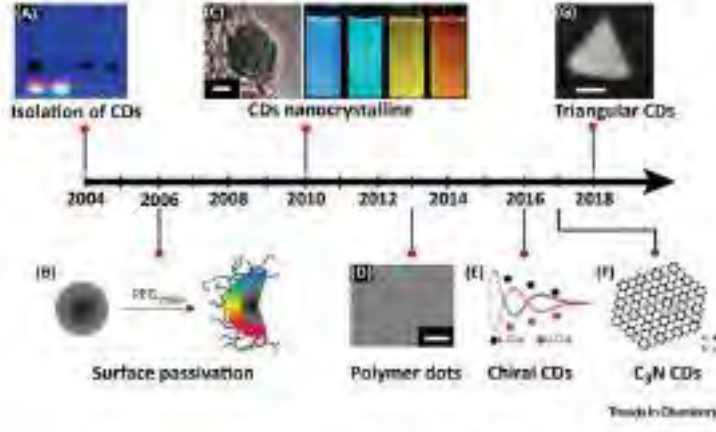 (A)
(C)
(G)
Isolation of CDs
CDs nanocrystalline
Triangular CDs
2004 2006 2008 2010 2012 2014 2016 2018
(B)
(D)
(E)
(F)
Surface passivation
Polymer dots
Chiral CDs
C₃N CDs
Trends in Chemistry